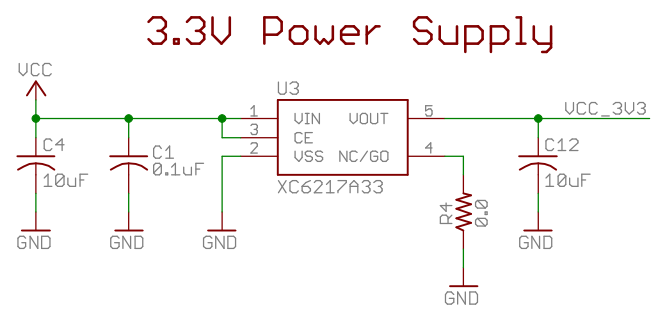 3.3V Power Supply
VCC
U3
VCC_3V3
1 VIN VOUT 5
3 CE
2 VSS NC/GO 4
C4
10uF
C1
0.1uF
C12
10uF
XC6217A33
R4
0.0
GND
GND
GND
GND
GND